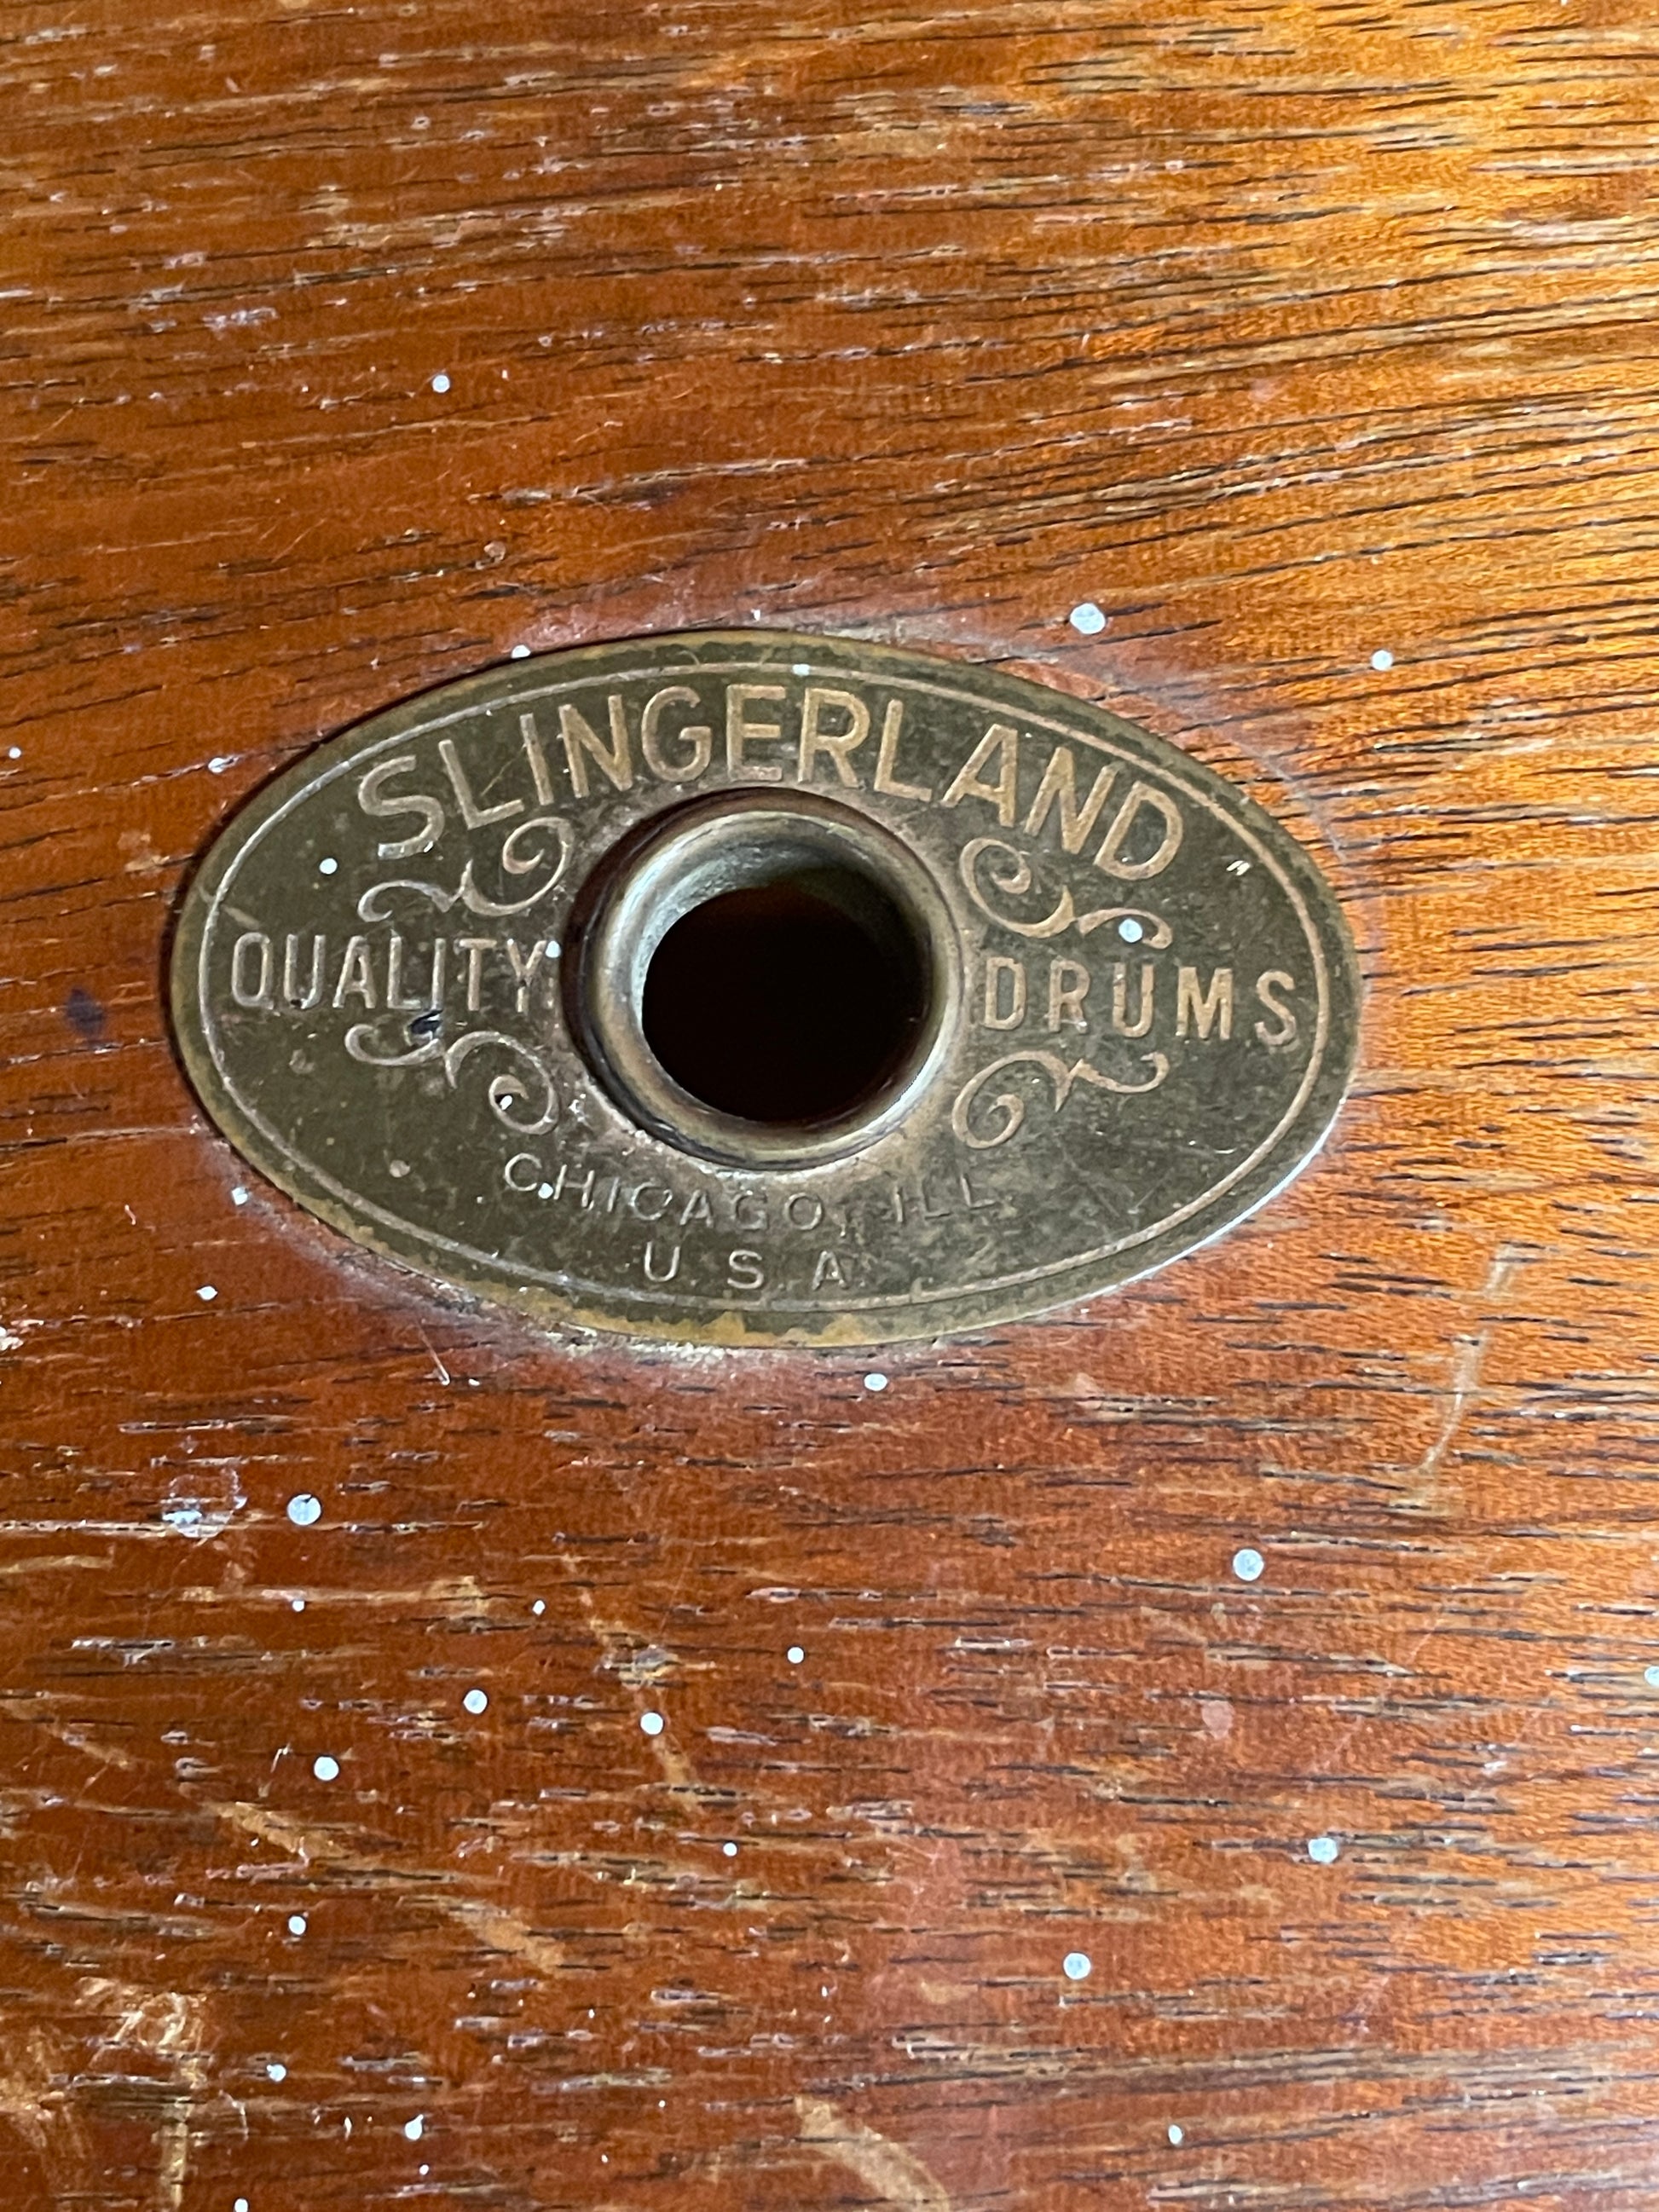 SLINGERLAND
QUALITY DRUMS
CHICAGO, ILL
U S A